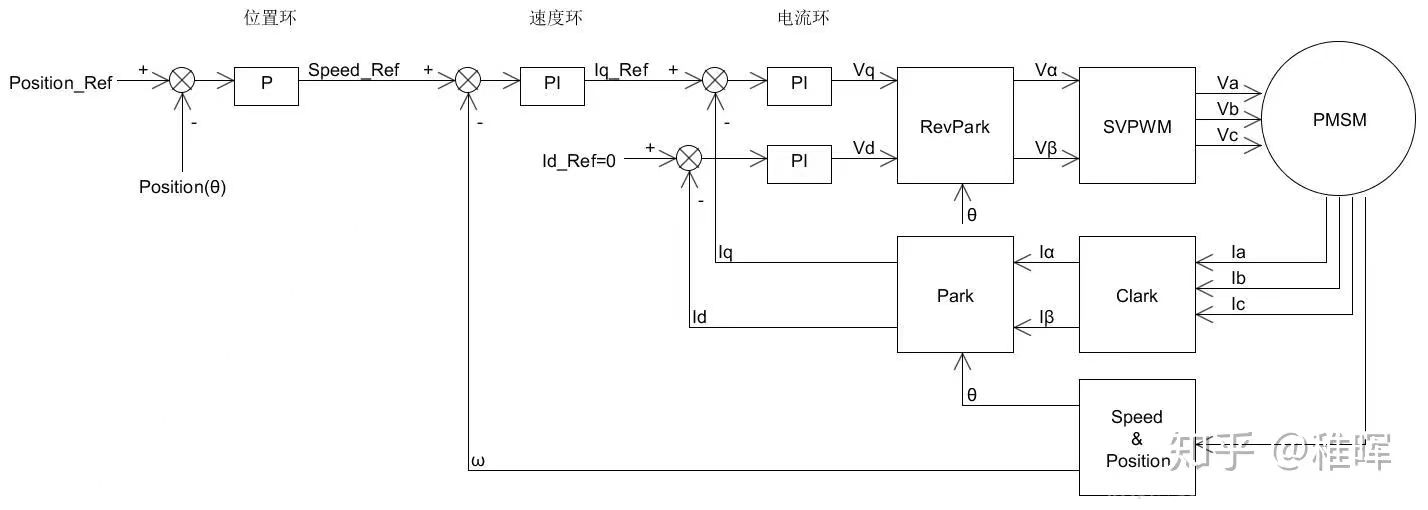 位置环
速度环
电流环
Position_Ref
+
-
Position(θ)
P
Speed_Ref
+
-
PI
Iq_Ref
+
-
PI
Vq
Id_Ref=0
+
-
PI
Vd
RevPark
θ
Vα
Vβ
SVPWM
Va
Vb
Vc
PMSM
Iq
Id
Park
Iα
Iβ
Clark
Ia
Ib
Ic
θ
ω
Speed
&
Position
知乎 @稚晖